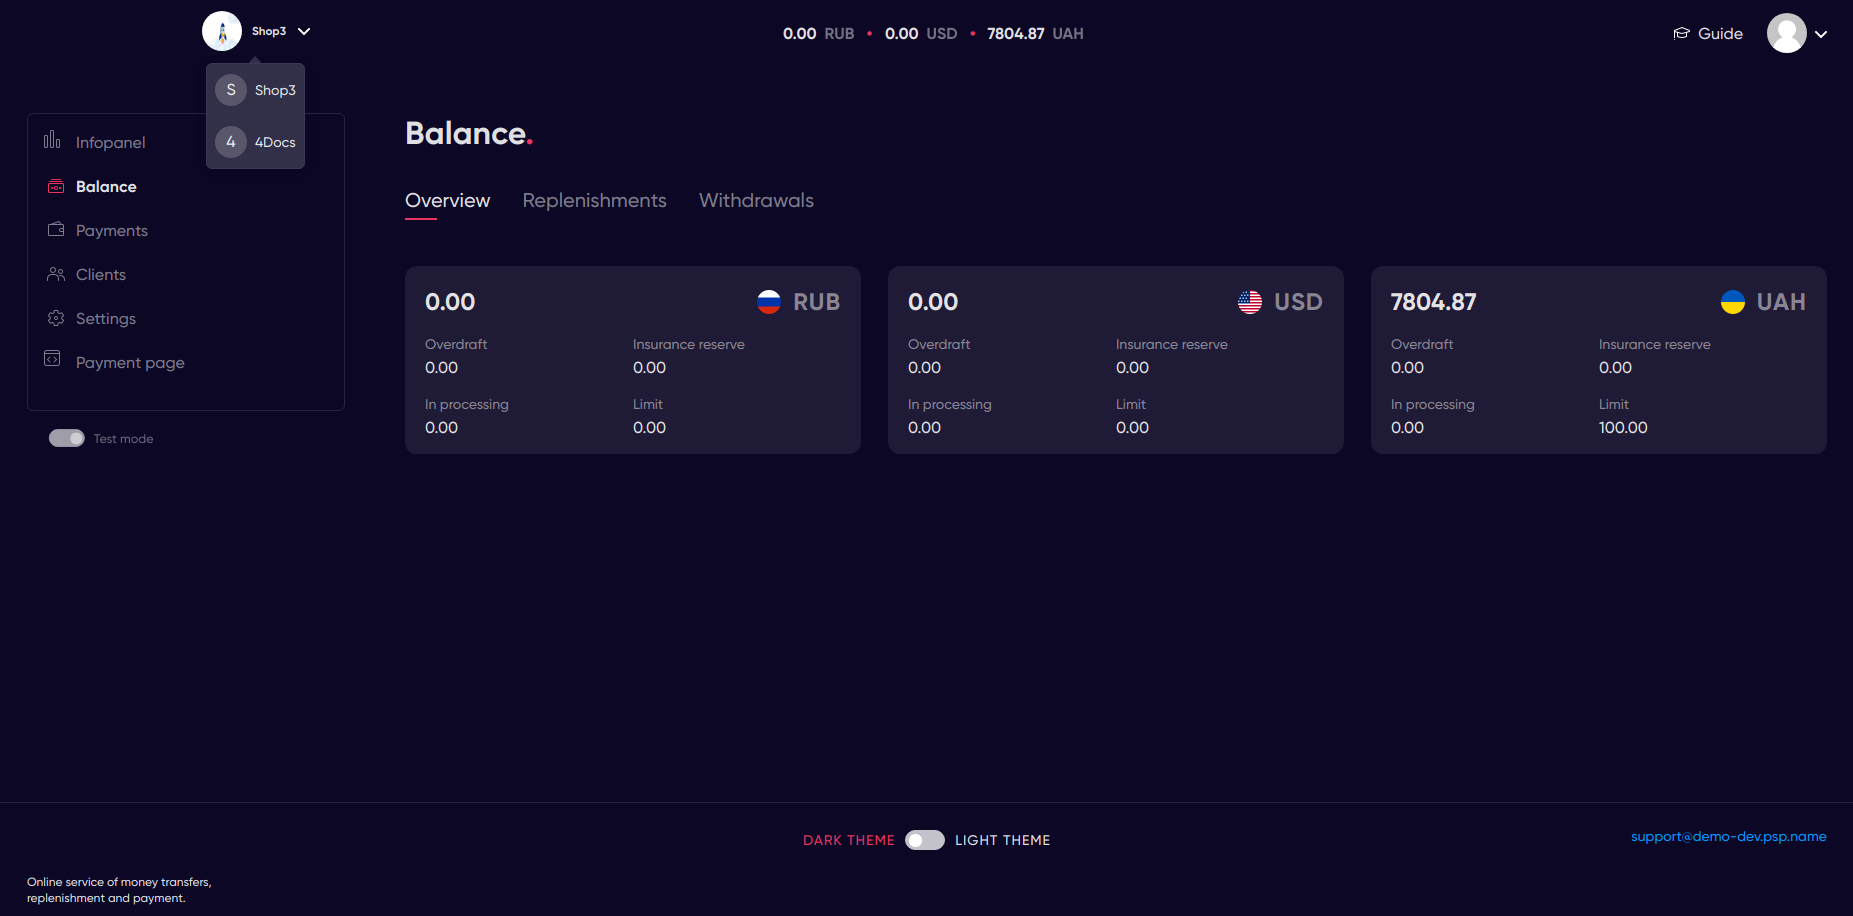 Shop3
0.00 RUB • 0.00 USD • 7804.87 UAH
Guide
S Shop3
4 4Docs
Infopanel
Balance
Payments
Clients
Settings
Payment page
Test mode
Balance.
Overview Replenishments Withdrawals
0.00 RUB
Overdraft Insurance reserve
0.00 0.00
In processing Limit
0.00 0.00
0.00 USD
Overdraft Insurance reserve
0.00 0.00
In processing Limit
0.00 0.00
7804.87 UAH
Overdraft Insurance reserve
0.00 0.00
In processing Limit
0.00 100.00
DARK THEME LIGHT THEME
support@demo-dev.psp.name
Online service of money transfers,
replenishment and payment.